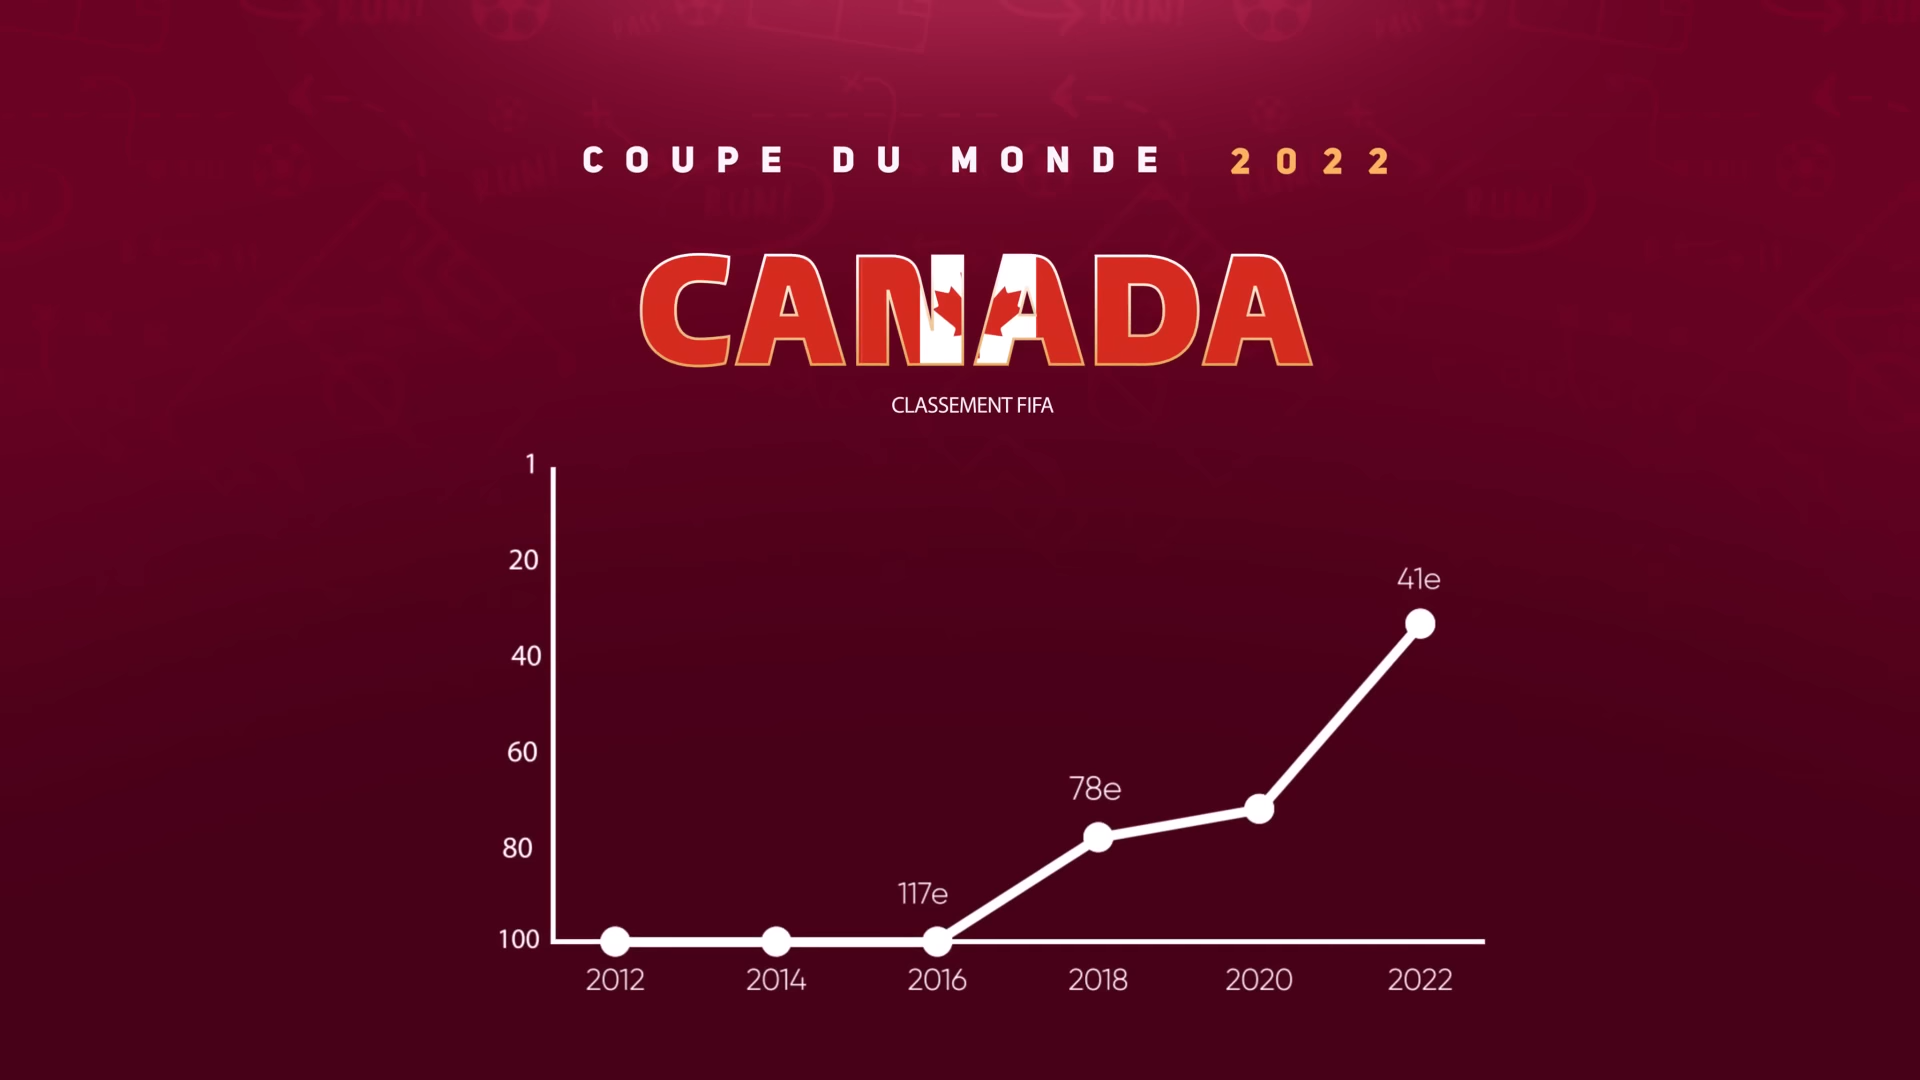 COUPE DU MONDE 2022
CANADA
CLASSEMENT FIFA
1
20
41e
40
60
78e
80
117e
100
2012 2014 2016 2018 2020 2022